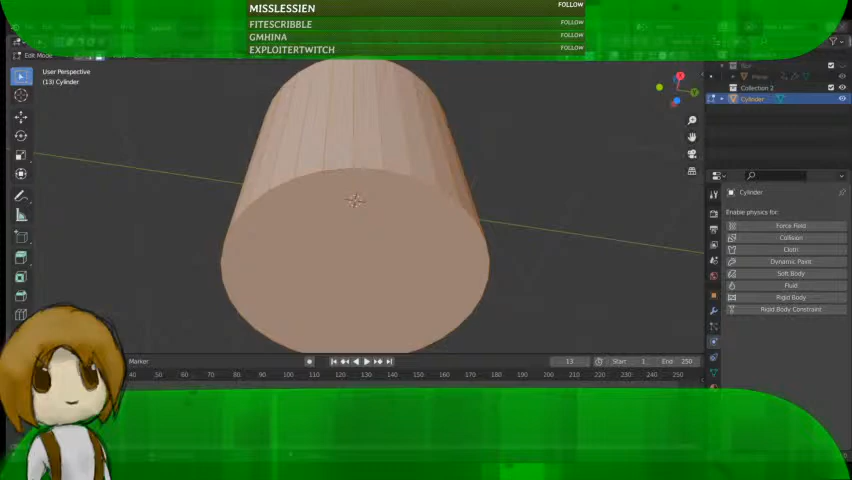 MISSLESSIEN FOLLOW
FITESCRIBBLE FOLLOW
GMHINA FOLLOW
EXPLOITERTWITCH FOLLOW
Edit Mode
User Perspective
(13) Cylinder
Collection 2
Cylinder
Cylinder
Enable physics for:
Force Field
Collision
Cloth
Dynamic Paint
Soft Body
Fluid
Rigid Body
Rigid Body Constraint
Marker
13 Start 1 End 250
40 50 60 70 80 90 100 110 120 130 140 150 160 170 180 190 200 210 220 230 240 250